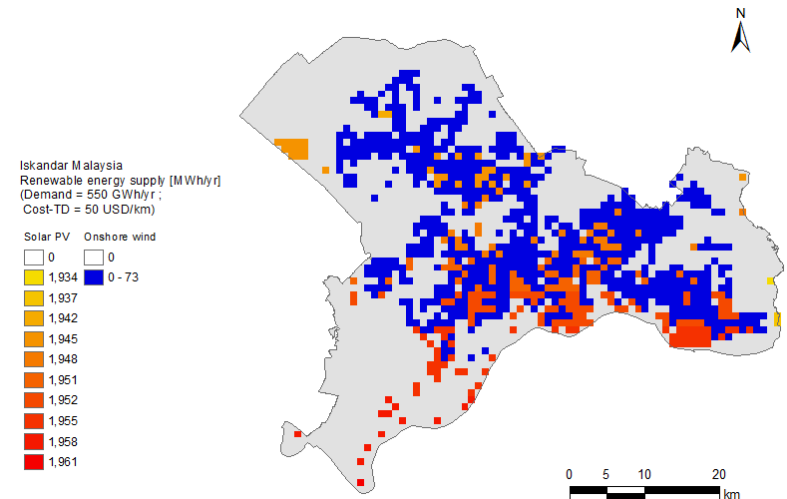 N
Iskandar Malaysia
Renewable energy supply [MWh/yr]
(Demand = 550 GWh/yr ;
Cost-TD = 50 USD/km)
Solar PV Onshore wind
0 0
1,934 0 - 73
1,937
1,942
1,945
1,948
1,951
1,952
1,955
1,958
1,961
0 5 10 20
km